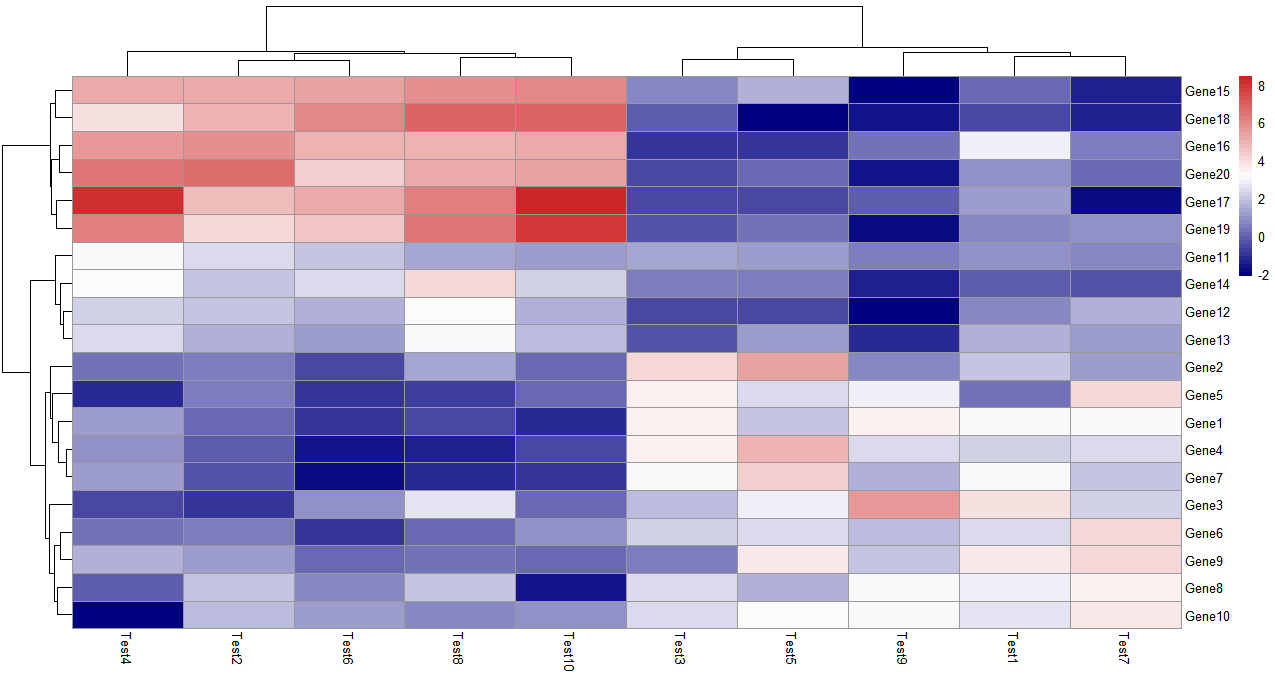 Gene15
Gene18
Gene16
Gene20
Gene17
Gene19
Gene11
Gene14
Gene12
Gene13
Gene2
Gene5
Gene1
Gene4
Gene7
Gene3
Gene6
Gene9
Gene8
Gene10
8
6
4
2
0
-2
Test4
Test2
Test6
Test8
Test10
Test3
Test5
Test9
Test1
Test7